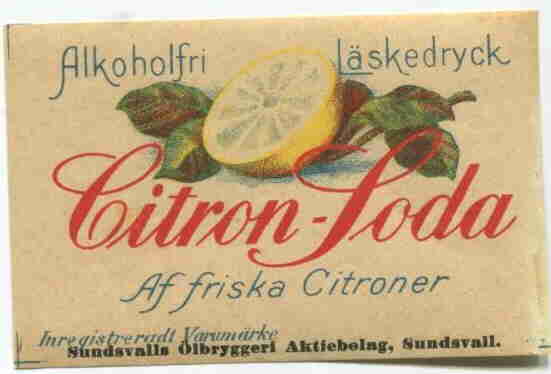 Alkoholfri Läskedryck
Citron-Soda
Af friska Citroner
Inregistreradt Varumärke
Sundsvalls Ölbryggeri Aktiebolag, Sundsvall.